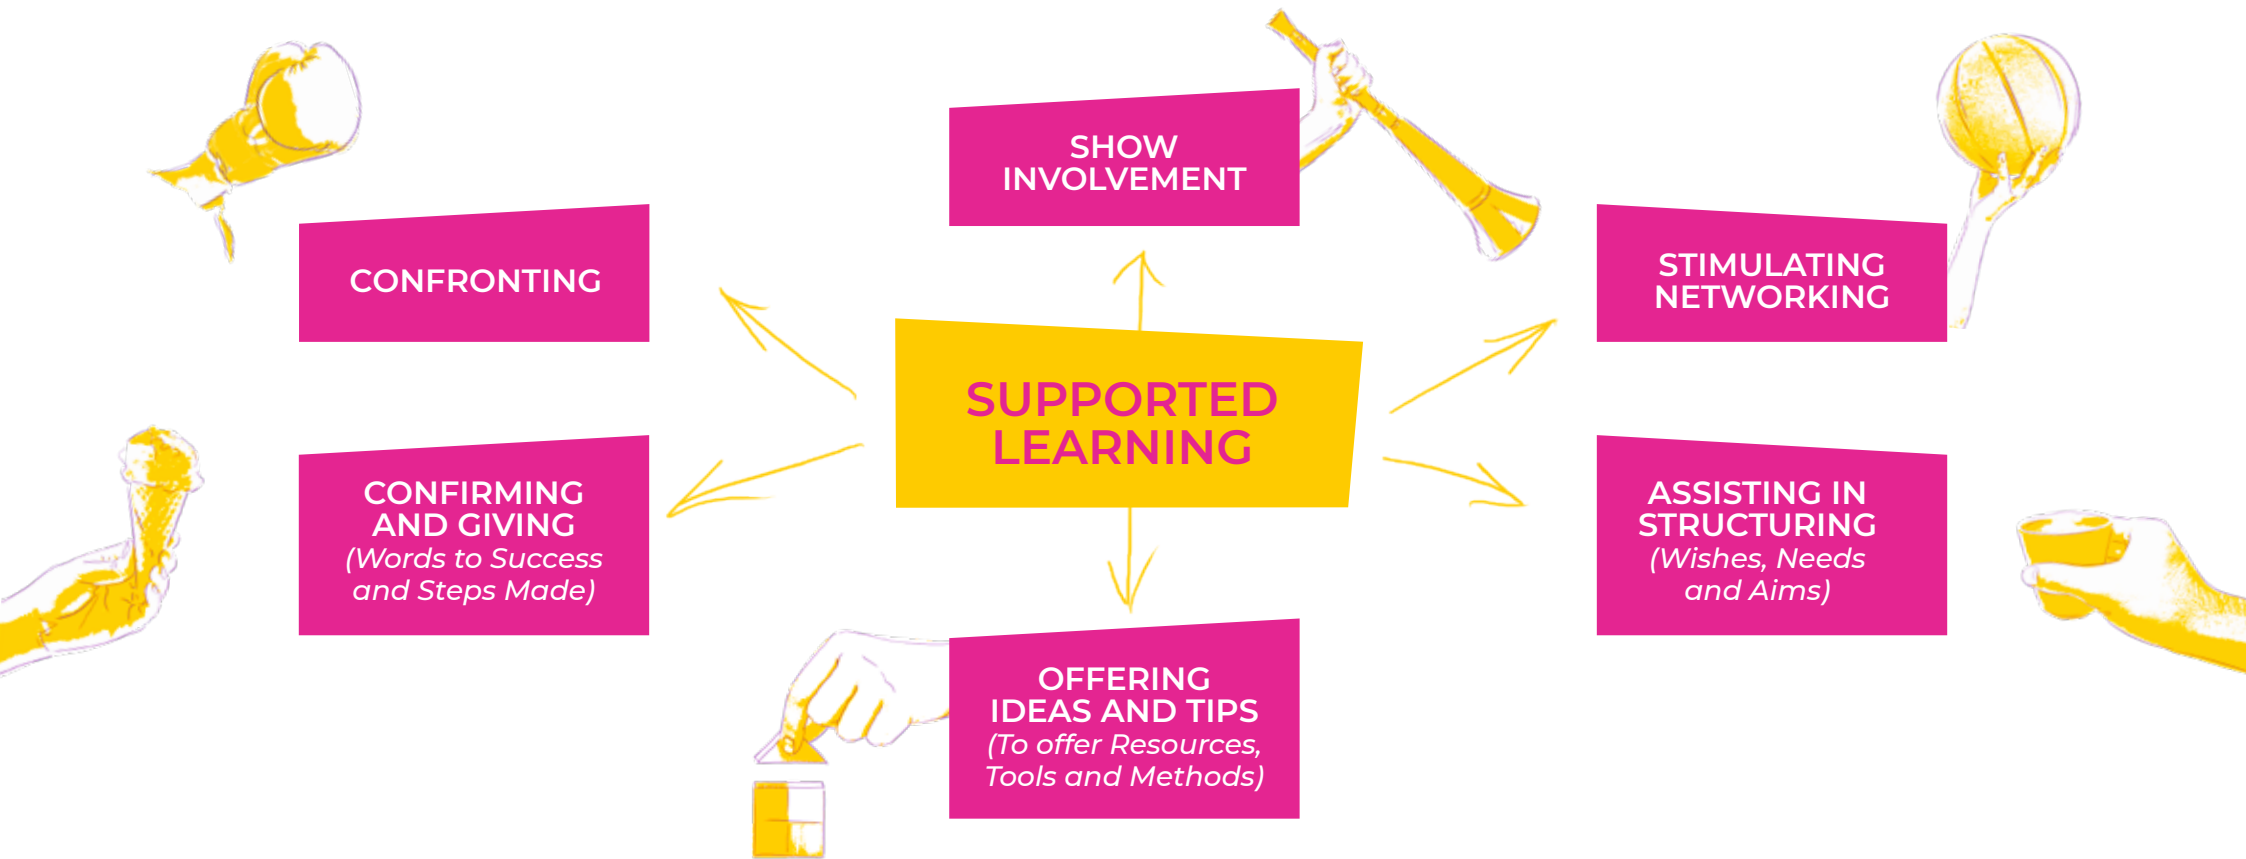 SHOW
INVOLVEMENT
CONFRONTING
STIMULATING
NETWORKING
SUPPORTED
LEARNING
CONFIRMING
AND GIVING
(Words to Success
and Steps Made)
ASSISTING IN
STRUCTURING
(Wishes, Needs
and Aims)
OFFERING
IDEAS AND TIPS
(To offer Resources,
Tools and Methods)